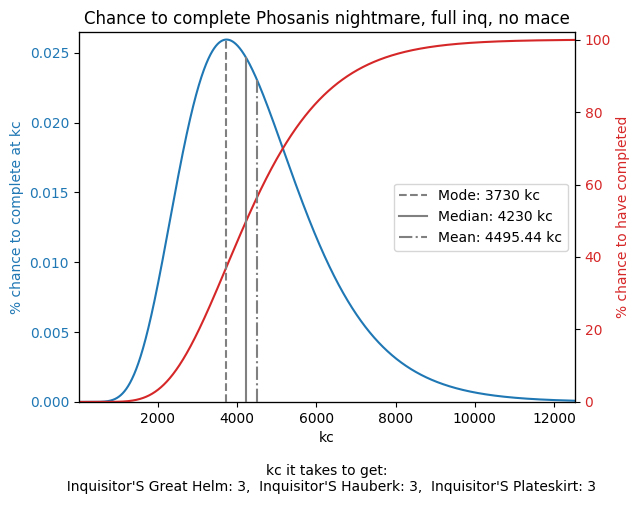 Chance to complete Phosanis nightmare, full inq, no mace
% chance to complete at kc
0.025
0.020
0.015
0.010
0.005
0.000
Mode: 3730 kc
Median: 4230 kc
Mean: 4495.44 kc
100
80
60
40
20
0
% chance to have completed
2000 4000 6000 8000 10000 12000
kc
kc it takes to get:
Inquisitor'S Great Helm: 3, Inquisitor'S Hauberk: 3, Inquisitor'S Plateskirt: 3